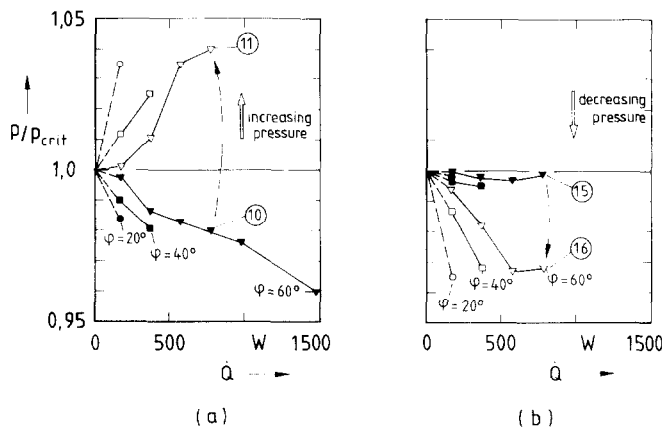 1,05
p/pcrit
1,0
0,95
11
increasing
pressure
10
φ=20°
φ=40°
φ=60°
0
500
W
1500
Q̇
(a)
decreasing
pressure
15
16
φ=20°
φ=40°
φ=60°
0
500
W
1500
Q̇
(b)